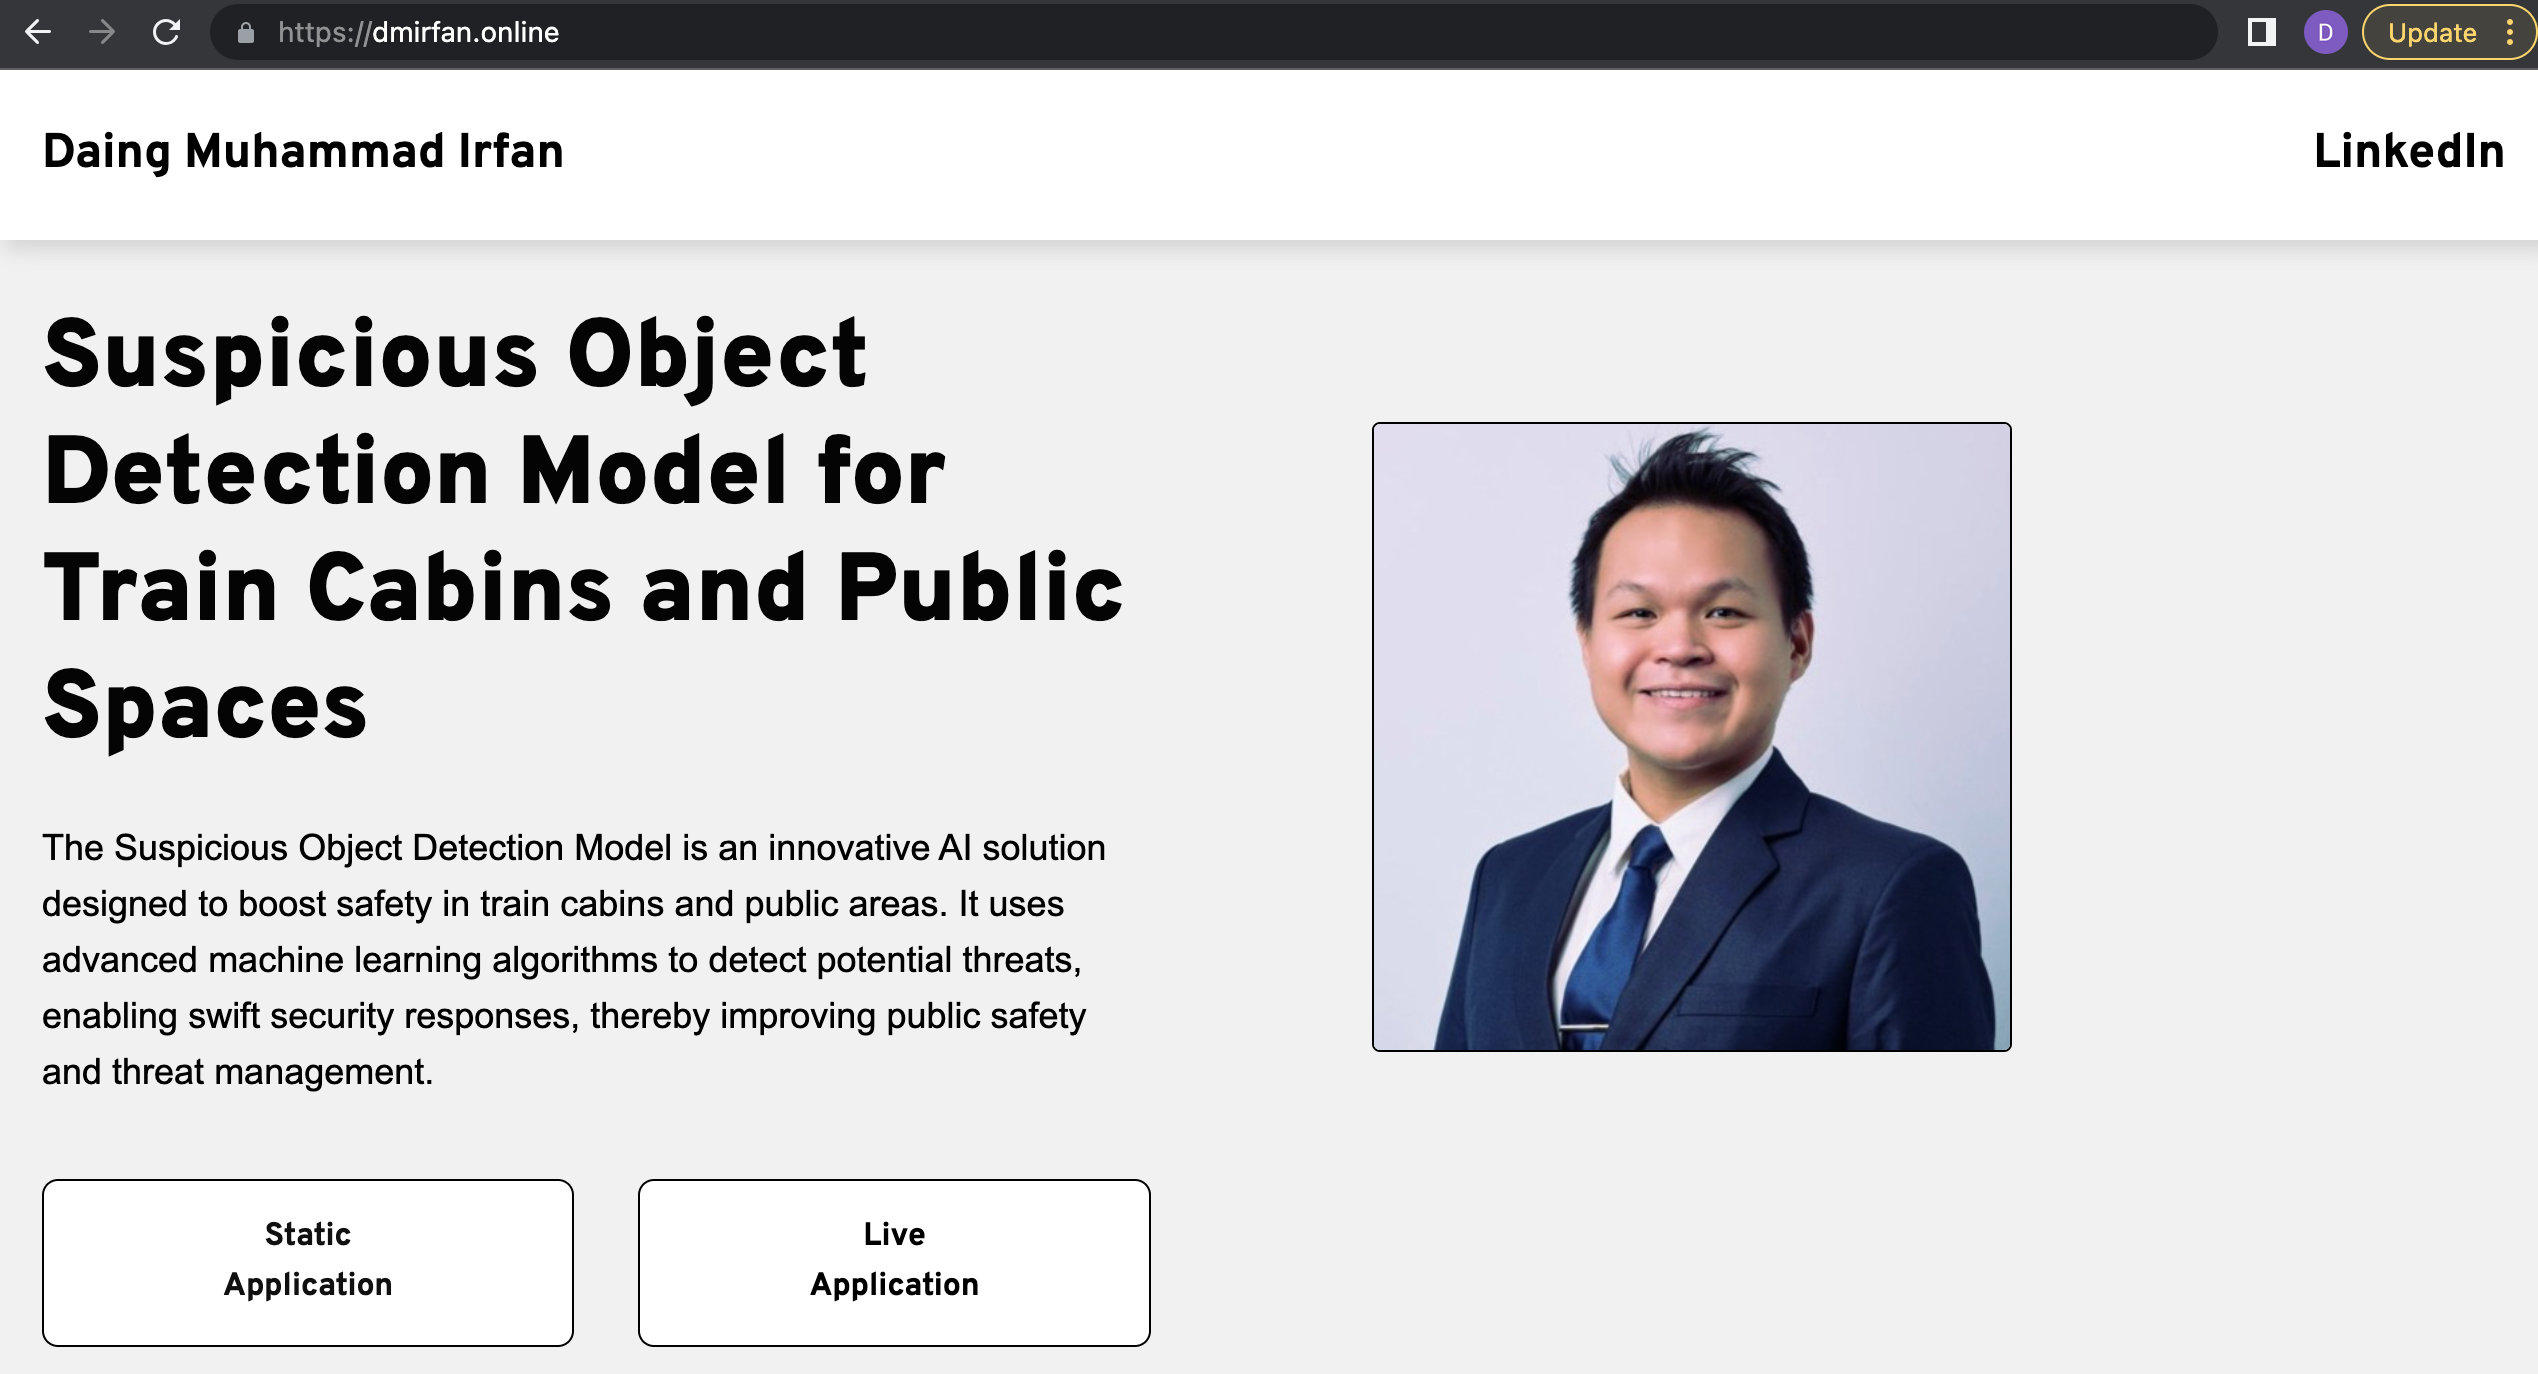 https://dmirfan.online
D
Update
Daing Muhammad Irfan
LinkedIn
Suspicious Object
Detection Model for
Train Cabins and Public
Spaces
The Suspicious Object Detection Model is an innovative AI solution
designed to boost safety in train cabins and public areas. It uses
advanced machine learning algorithms to detect potential threats,
enabling swift security responses, thereby improving public safety
and threat management.
Static
Application
Live
Application